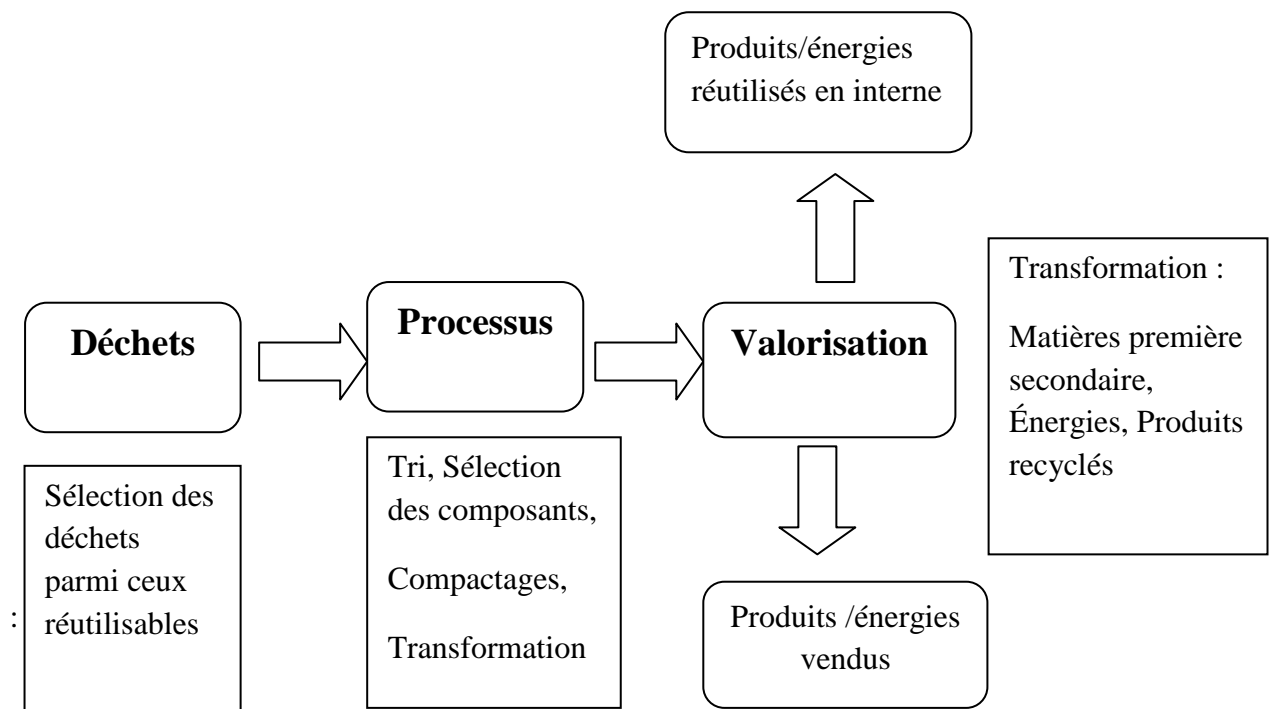 Produits/énergies
réutilisés en interne
Déchets
Processus
Valorisation
Transformation :
Matières première
secondaire,
Énergies, Produits
recyclés
Sélection des
déchets
parmi ceux
réutilisables
:
Tri, Sélection
des composants,
Compactages,
Transformation
Produits /énergies
vendus